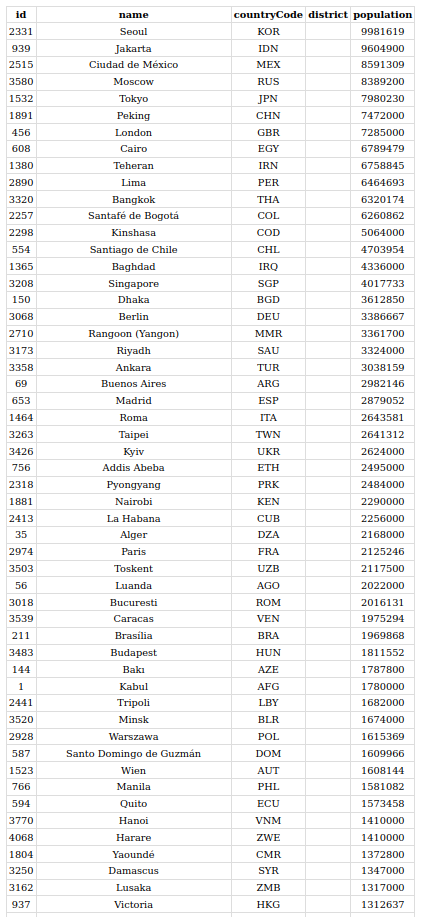 id name countryCode district population
2331 Seoul KOR 9981619
939 Jakarta IDN 9604900
2515 Ciudad de México MEX 8591309
3580 Moscow RUS 8389200
1532 Tokyo JPN 7980230
1891 Peking CHN 7472000
456 London GBR 7285000
608 Cairo EGY 6789479
1380 Teheran IRN 6758845
2890 Lima PER 6464693
3320 Bangkok THA 6320174
2257 Santafé de Bogotá COL 6260862
2298 Kinshasa COD 5064000
554 Santiago de Chile CHL 4703954
1365 Baghdad IRQ 4336000
3208 Singapore SGP 4017733
150 Dhaka BGD 3612850
3068 Berlin DEU 3386667
2710 Rangoon (Yangon) MMR 3361700
3173 Riyadh SAU 3324000
3358 Ankara TUR 3038159
69 Buenos Aires ARG 2982146
653 Madrid ESP 2879052
1464 Roma ITA 2643581
3263 Taipei TWN 2641312
3426 Kyiv UKR 2624000
756 Addis Abeba ETH 2495000
2318 Pyongyang PRK 2484000
1881 Nairobi KEN 2290000
2413 La Habana CUB 2256000
35 Alger DZA 2168000
2974 Paris FRA 2125246
3503 Toskent UZB 2117500
56 Luanda AGO 2022000
3018 Bucuresti ROM 2016131
3539 Caracas VEN 1975294
211 Brasília BRA 1969868
3483 Budapest HUN 1811552
144 Bakı AZE 1787800
1 Kabul AFG 1780000
2441 Tripoli LBY 1682000
3520 Minsk BLR 1674000
2928 Warszawa POL 1615369
587 Santo Domingo de Guzmán DOM 1609966
1523 Wien AUT 1608144
766 Manila PHL 1581082
594 Quito ECU 1573458
3770 Hanoi VNM 1410000
4068 Harare ZWE 1410000
1804 Yaoundé CMR 1372800
3250 Damascus SYR 1347000
3162 Lusaka ZMB 1317000
937 Victoria HKG 1312637